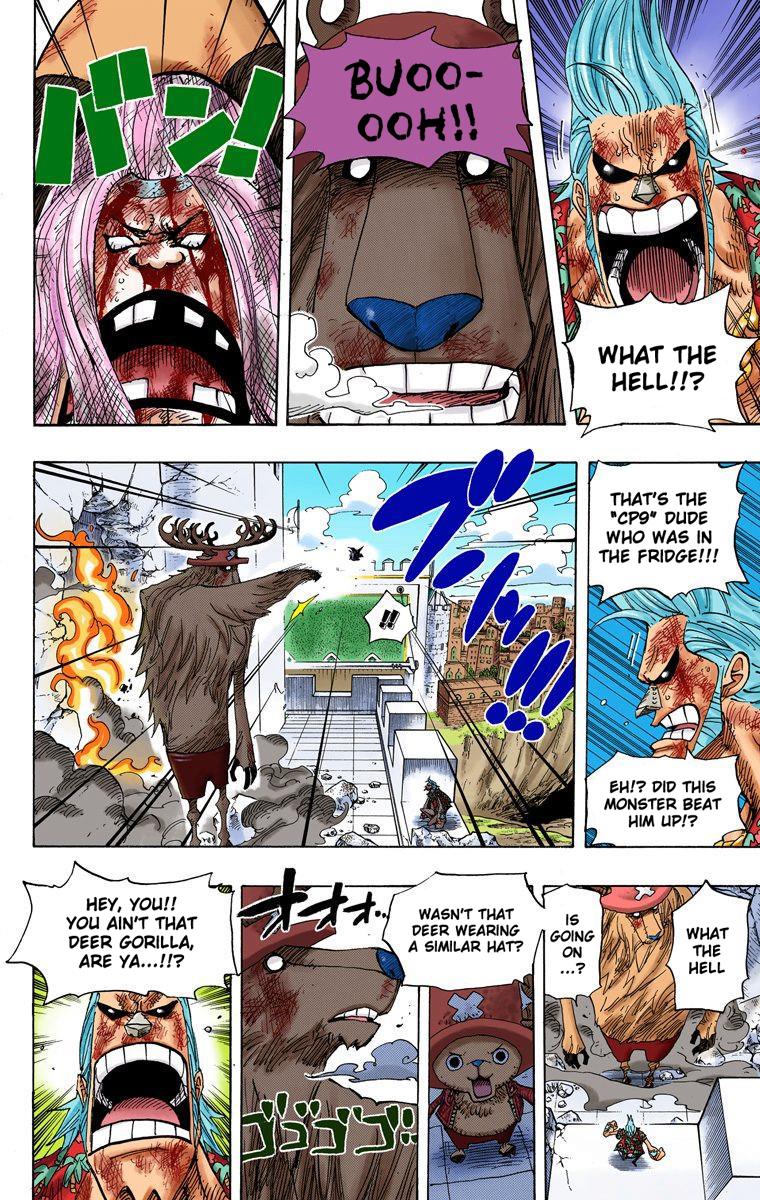 WHAT THE
HELL!!?
BUOO-
OOH!!
バン!
THAT'S THE
"CP9" DUDE
WHO WAS IN
THE FRIDGE!!!
EH!? DID THIS
MONSTER BEAT
HIM UP!?
ブンッ!!!
!!
WHAT
THE
HELL
IS
GOING
ON
...?
WASN'T THAT
DEER WEARING
A SIMILAR HAT?
オオオ..
ゴゴゴゴ..
HEY, YOU!!
YOU AIN'T THAT
DEER GORILLA,
ARE YA...!!?